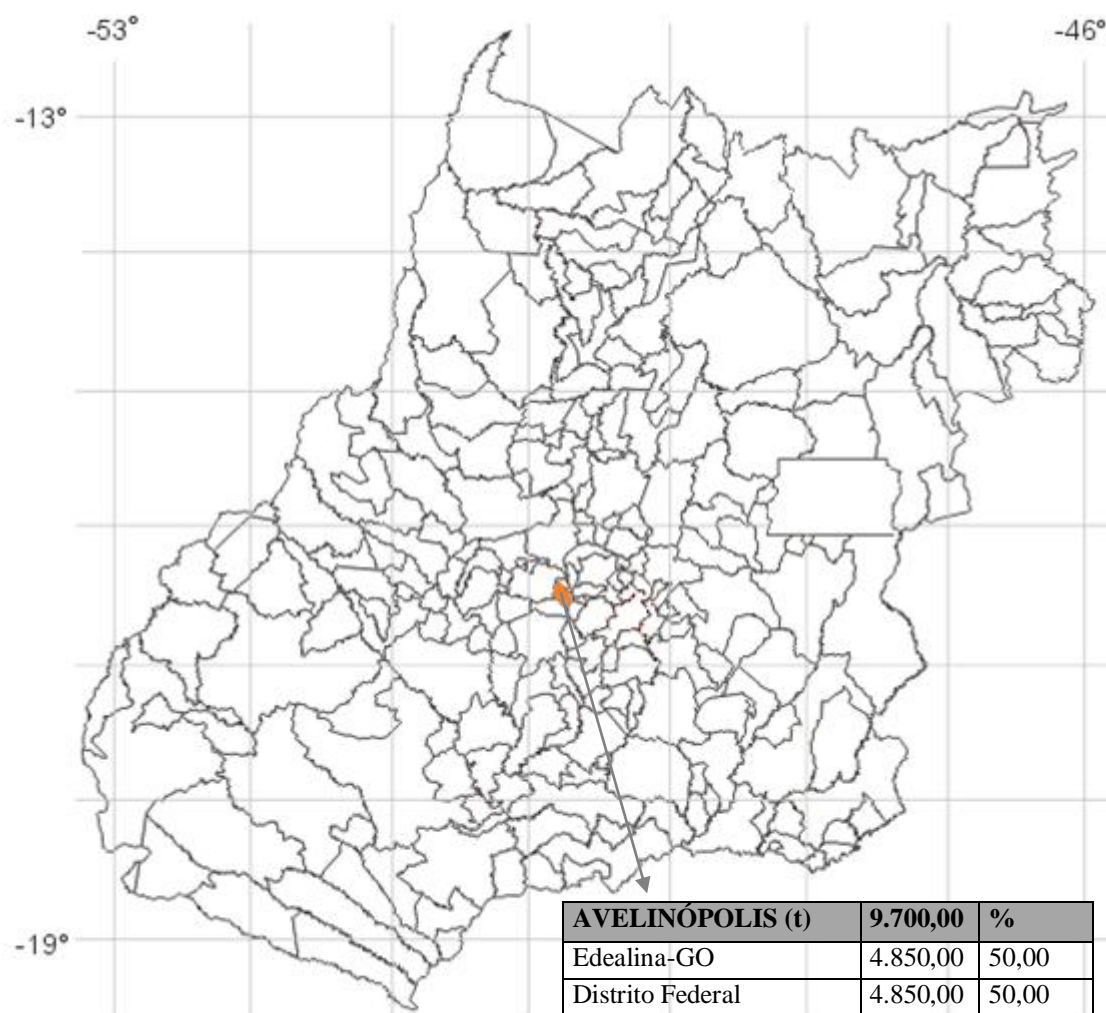 -53°
-46°
-13°
-19°
AVELINÓPOLIS (t) 9.700,00 %
Edealina-GO 4.850,00 50,00
Distrito Federal 4.850,00 50,00